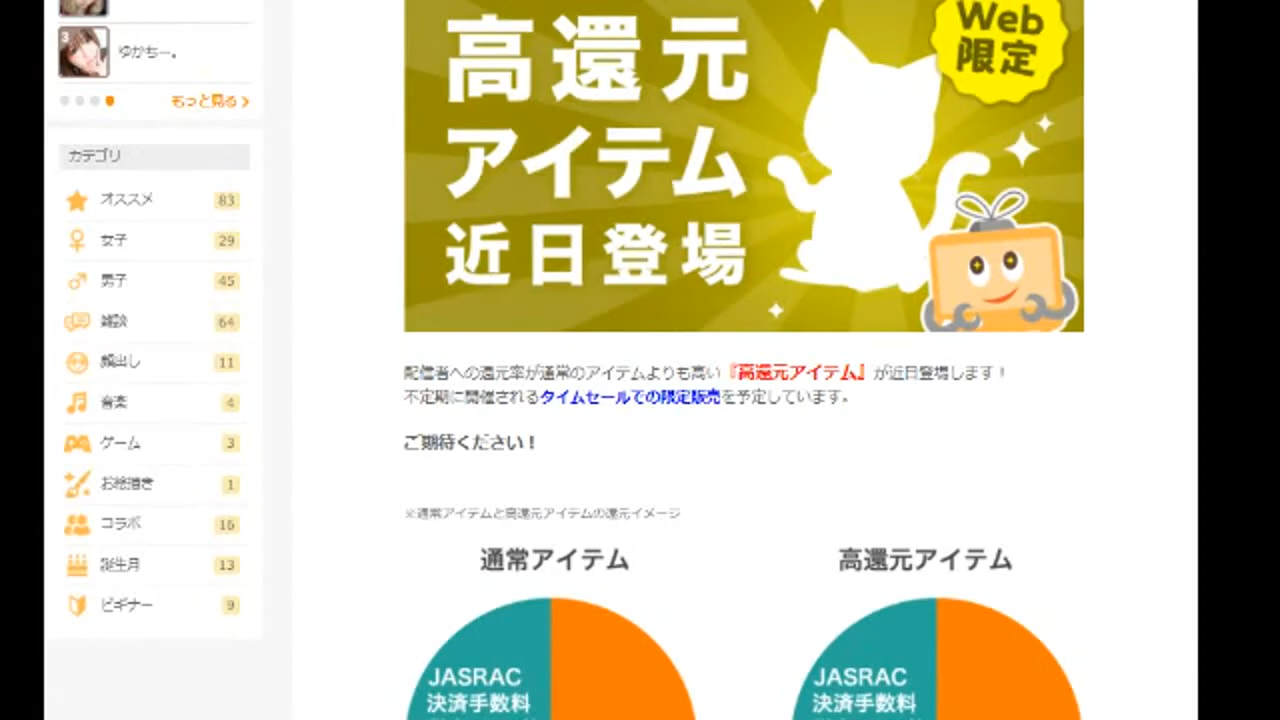 3
ゆかちー。
もっと見る
カテゴリ
オススメ 83
女子 29
男子 45
雑談 64
顔出し 11
音楽 4
ゲーム 3
お絵描き 1
コラボ 16
誕生月 13
ビギナー 9
Web
限定
高還元
アイテム
近日登場
配信者への還元率が通常のアイテムよりも高い『高還元アイテム』が近日登場します！
不定期に開催されるタイムセールでの限定販売を予定しています。
ご期待ください！
※通常アイテムと高還元アイテムの還元イメージ
通常アイテム
高還元アイテム
JASRAC
決済手数料
JASRAC
決済手数料